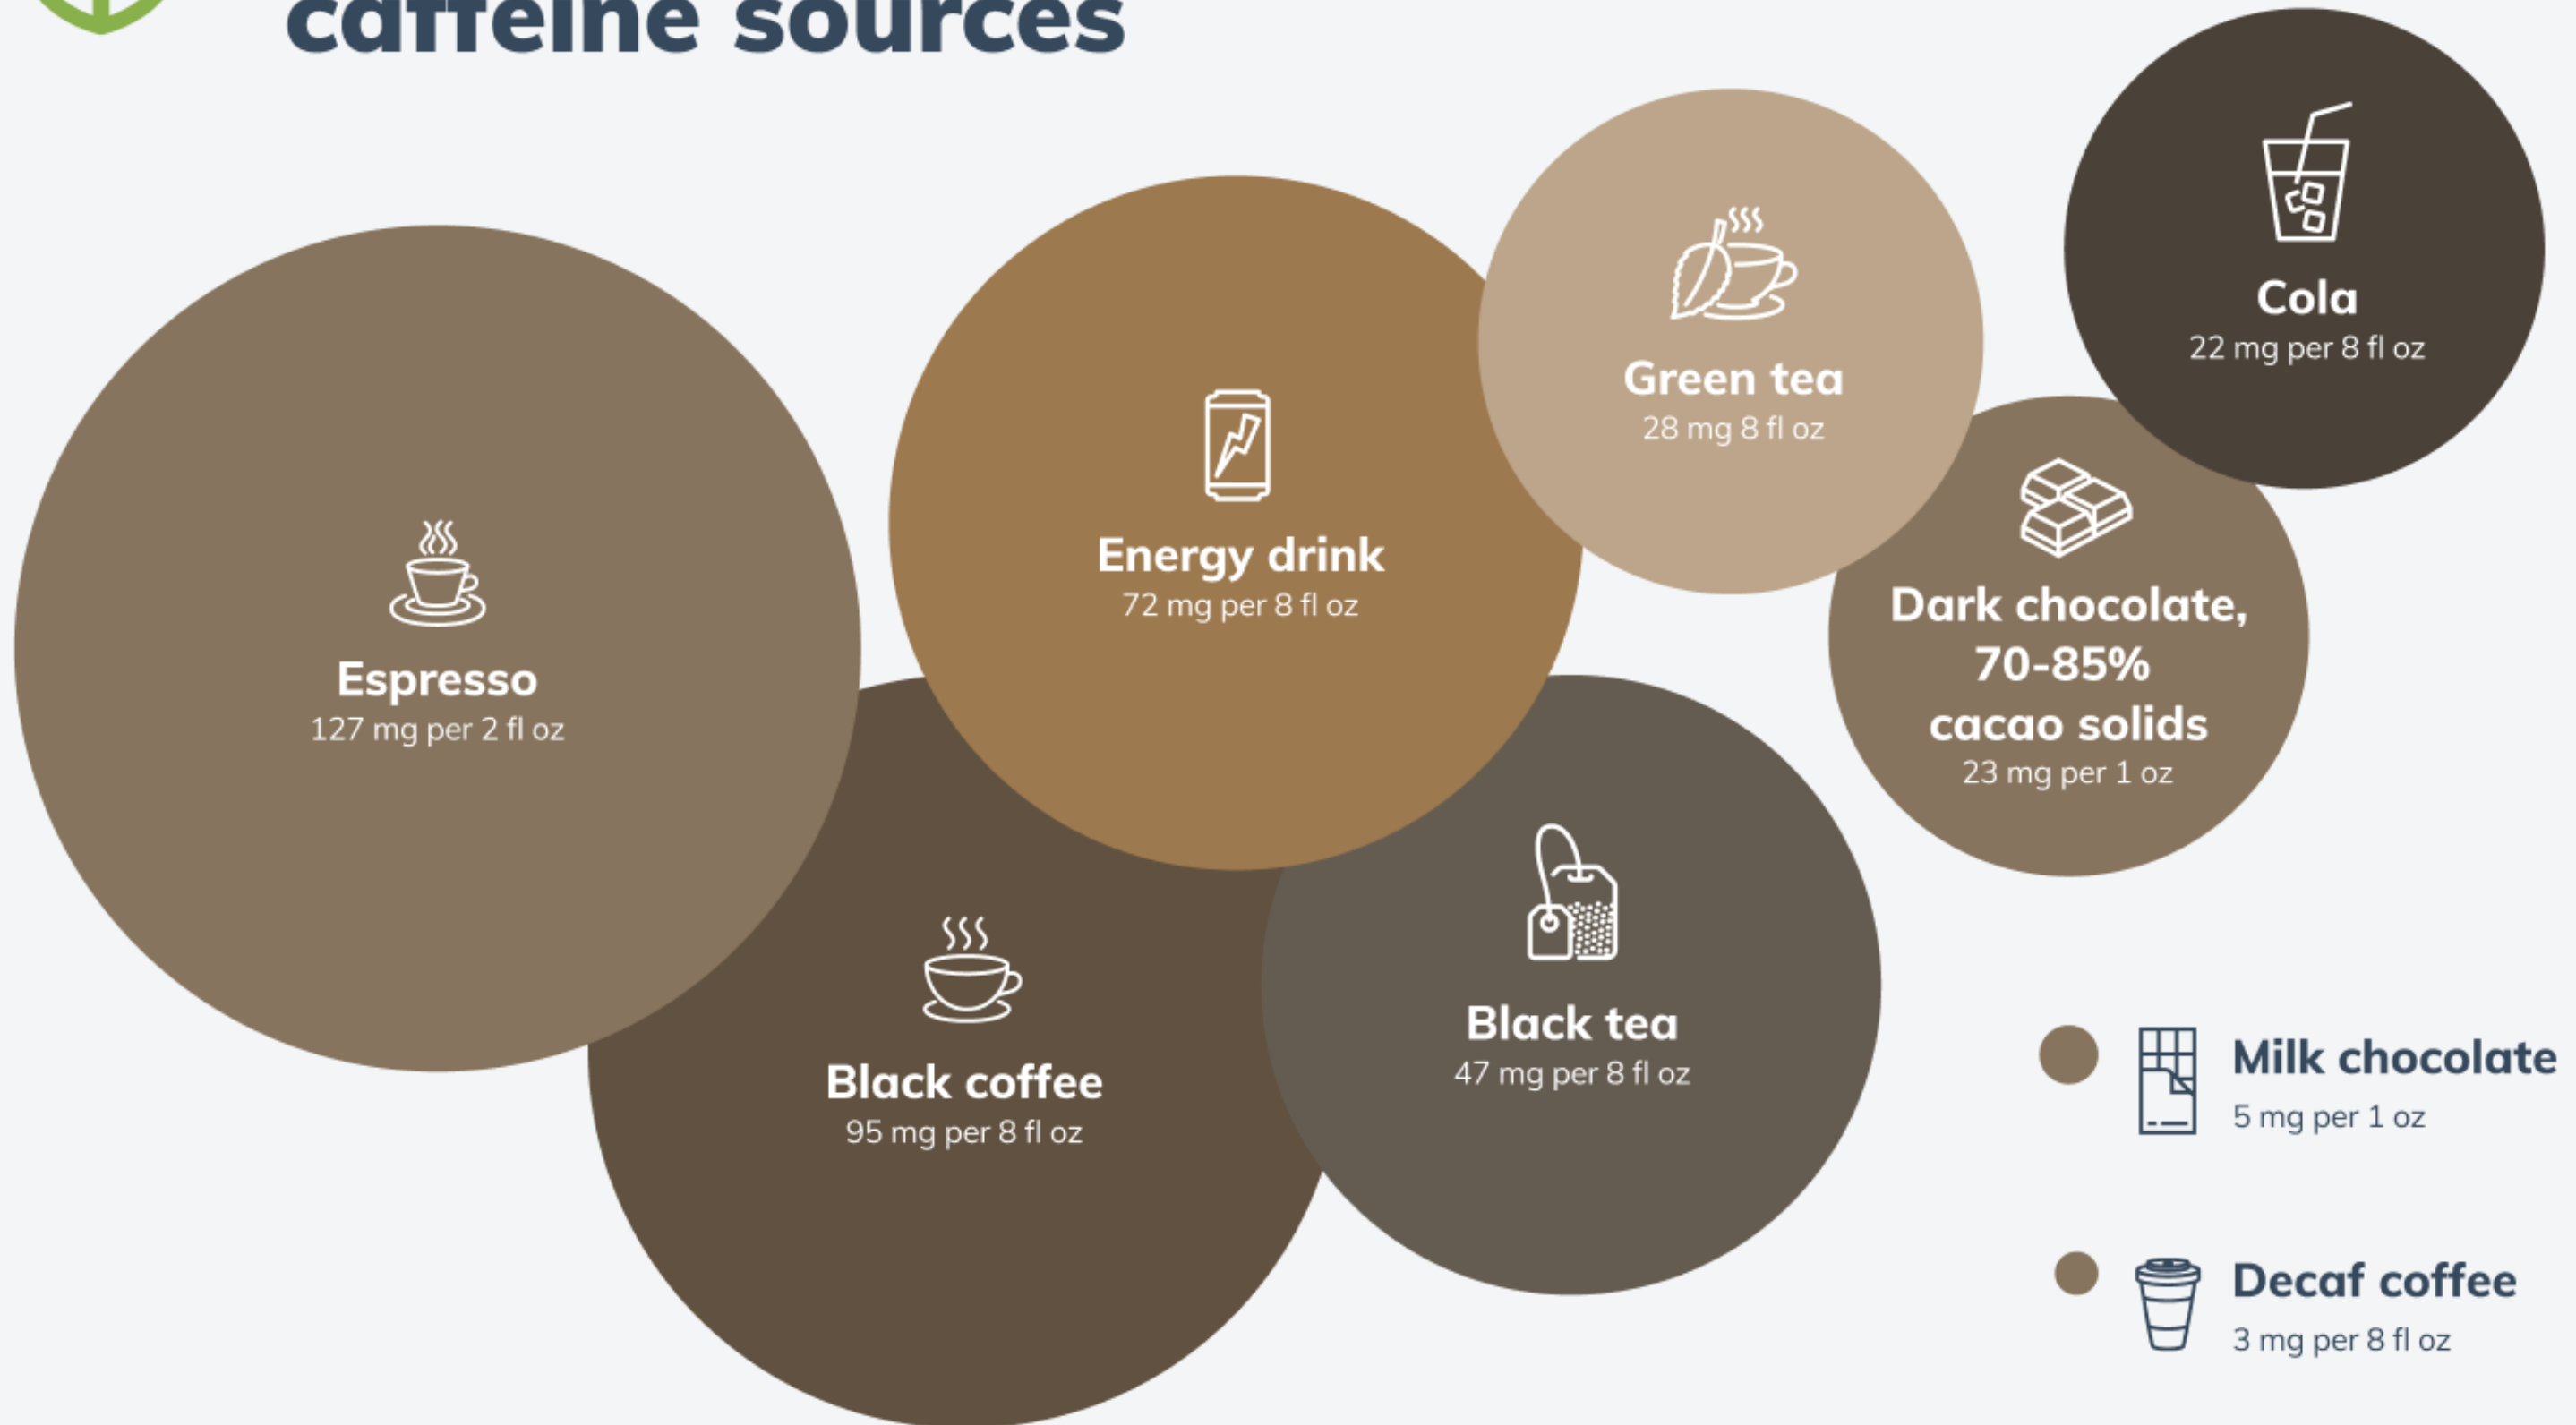 caffeine sources
Espresso
127 mg per 2 fl oz
Black coffee
95 mg per 8 fl oz
Energy drink
72 mg per 8 fl oz
Black tea
47 mg per 8 fl oz
Green tea
28 mg 8 fl oz
Dark chocolate,
70-85%
cacao solids
23 mg per 1 oz
Cola
22 mg per 8 fl oz
Milk chocolate
5 mg per 1 oz
Decaf coffee
3 mg per 8 fl oz